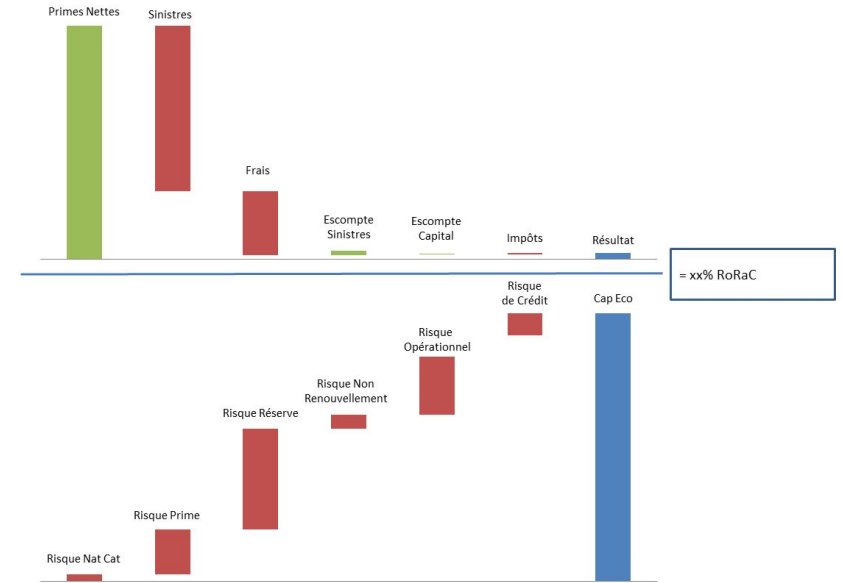 Primes Nettes
Sinistres
Frais
Escompte
Sinistres
Escompte
Capital
Impôts
Résultat
= xx% RoRaC
Risque
de Crédit
Cap Eco
Risque
Opérationnel
Risque Non
Renouvellement
Risque Réserve
Risque Prime
Risque Nat Cat